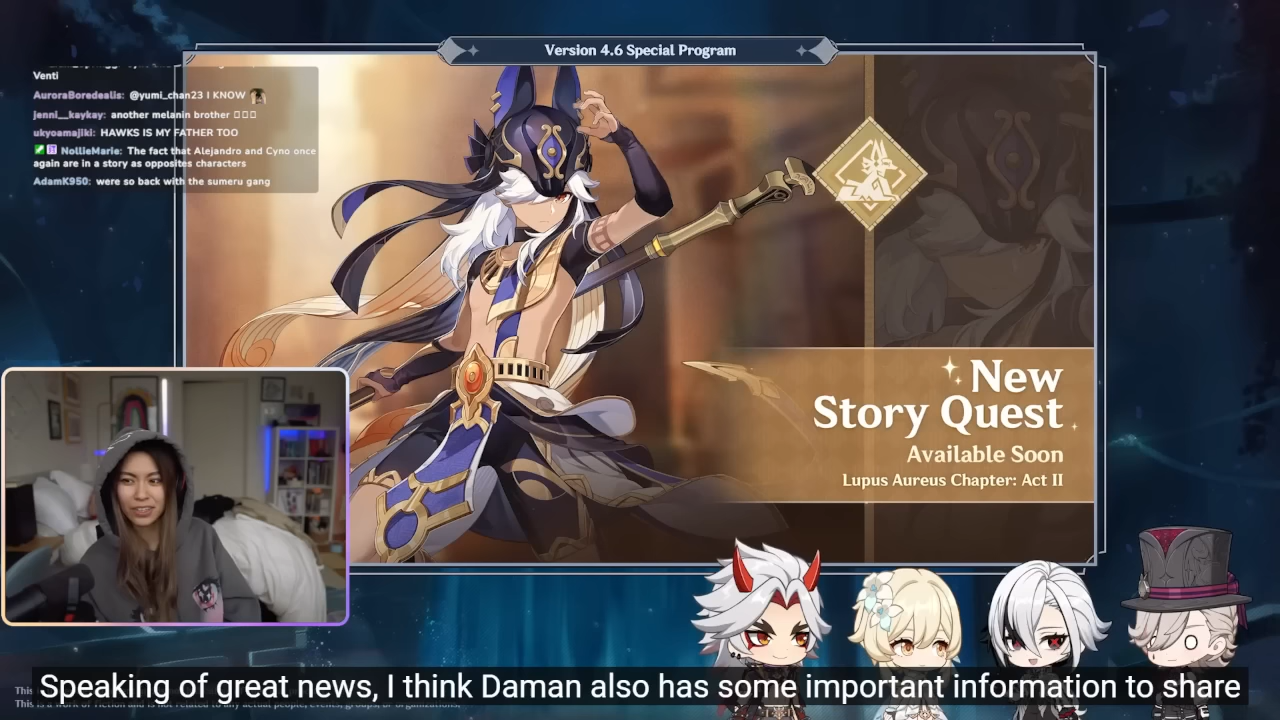 Version 4.6 Special Program
Venti
AuroraBoredealis: @yumi_chan23 I KNOW
jenni__kaykay: another melanin brother
ukyoamajiki: HAWKS IS MY FATHER TOO
NollieMarie: The fact that Alejandro and Cyno once
again are in a story as opposites characters
AdamK950: were so back with the sumeru gang
New
Story Quest
Available Soon
Lupus Aureus Chapter: Act II
Speaking of great news, I think Daman also has some important information to share
This
This is a work of fiction and is not related to any actual people, events, groups, or organizations.